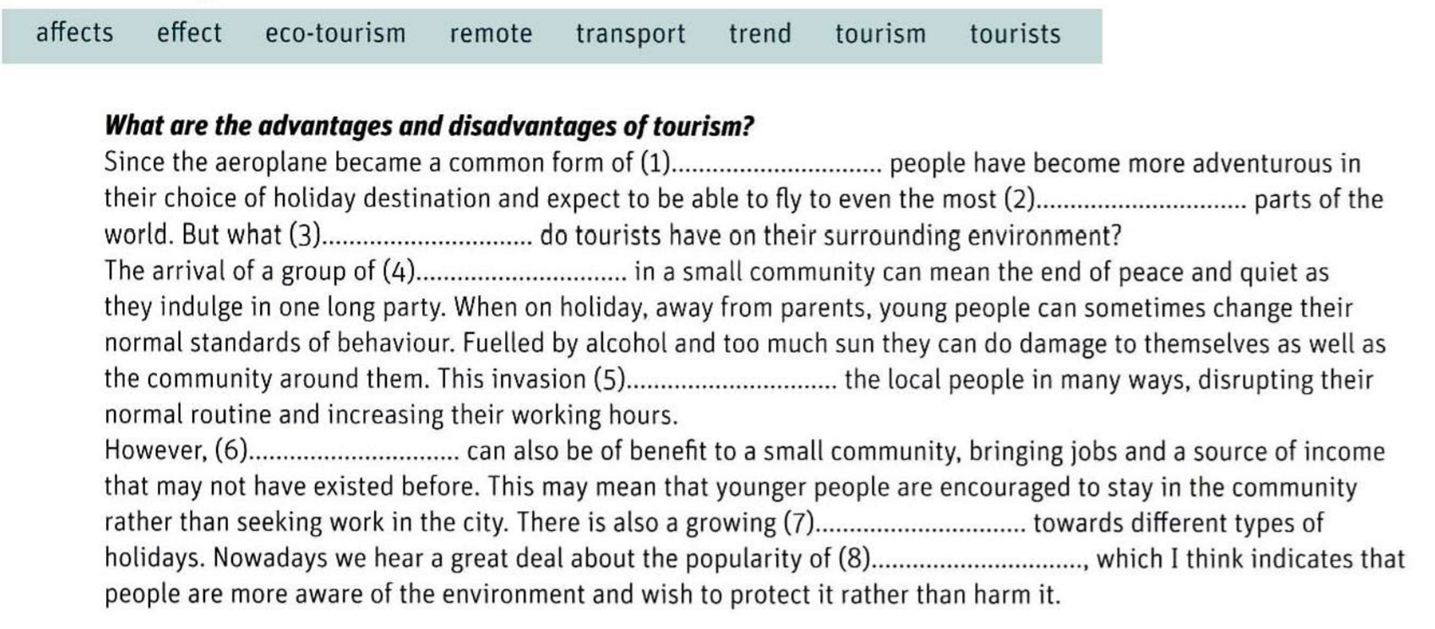 affects effect eco-tourism remote transport trend tourism tourists
What are the advantages and disadvantages of tourism?
Since the aeroplane became a common form of (1)............................... people have become more adventurous in
their choice of holiday destination and expect to be able to fly to even the most (2)............................... parts of the
world. But what (3)............................... do tourists have on their surrounding environment?
The arrival of a group of (4)............................... in a small community can mean the end of peace and quiet as
they indulge in one long party. When on holiday, away from parents, young people can sometimes change their
normal standards of behaviour. Fuelled by alcohol and too much sun they can do damage to themselves as well as
the community around them. This invasion (5)............................... the local people in many ways, disrupting their
normal routine and increasing their working hours.
However, (6)............................... can also be of benefit to a small community, bringing jobs and a source of income
that may not have existed before. This may mean that younger people are encouraged to stay in the community
rather than seeking work in the city. There is also a growing (7)............................... towards different types of
holidays. Nowadays we hear a great deal about the popularity of (8)..............................., which I think indicates that
people are more aware of the environment and wish to protect it rather than harm it.